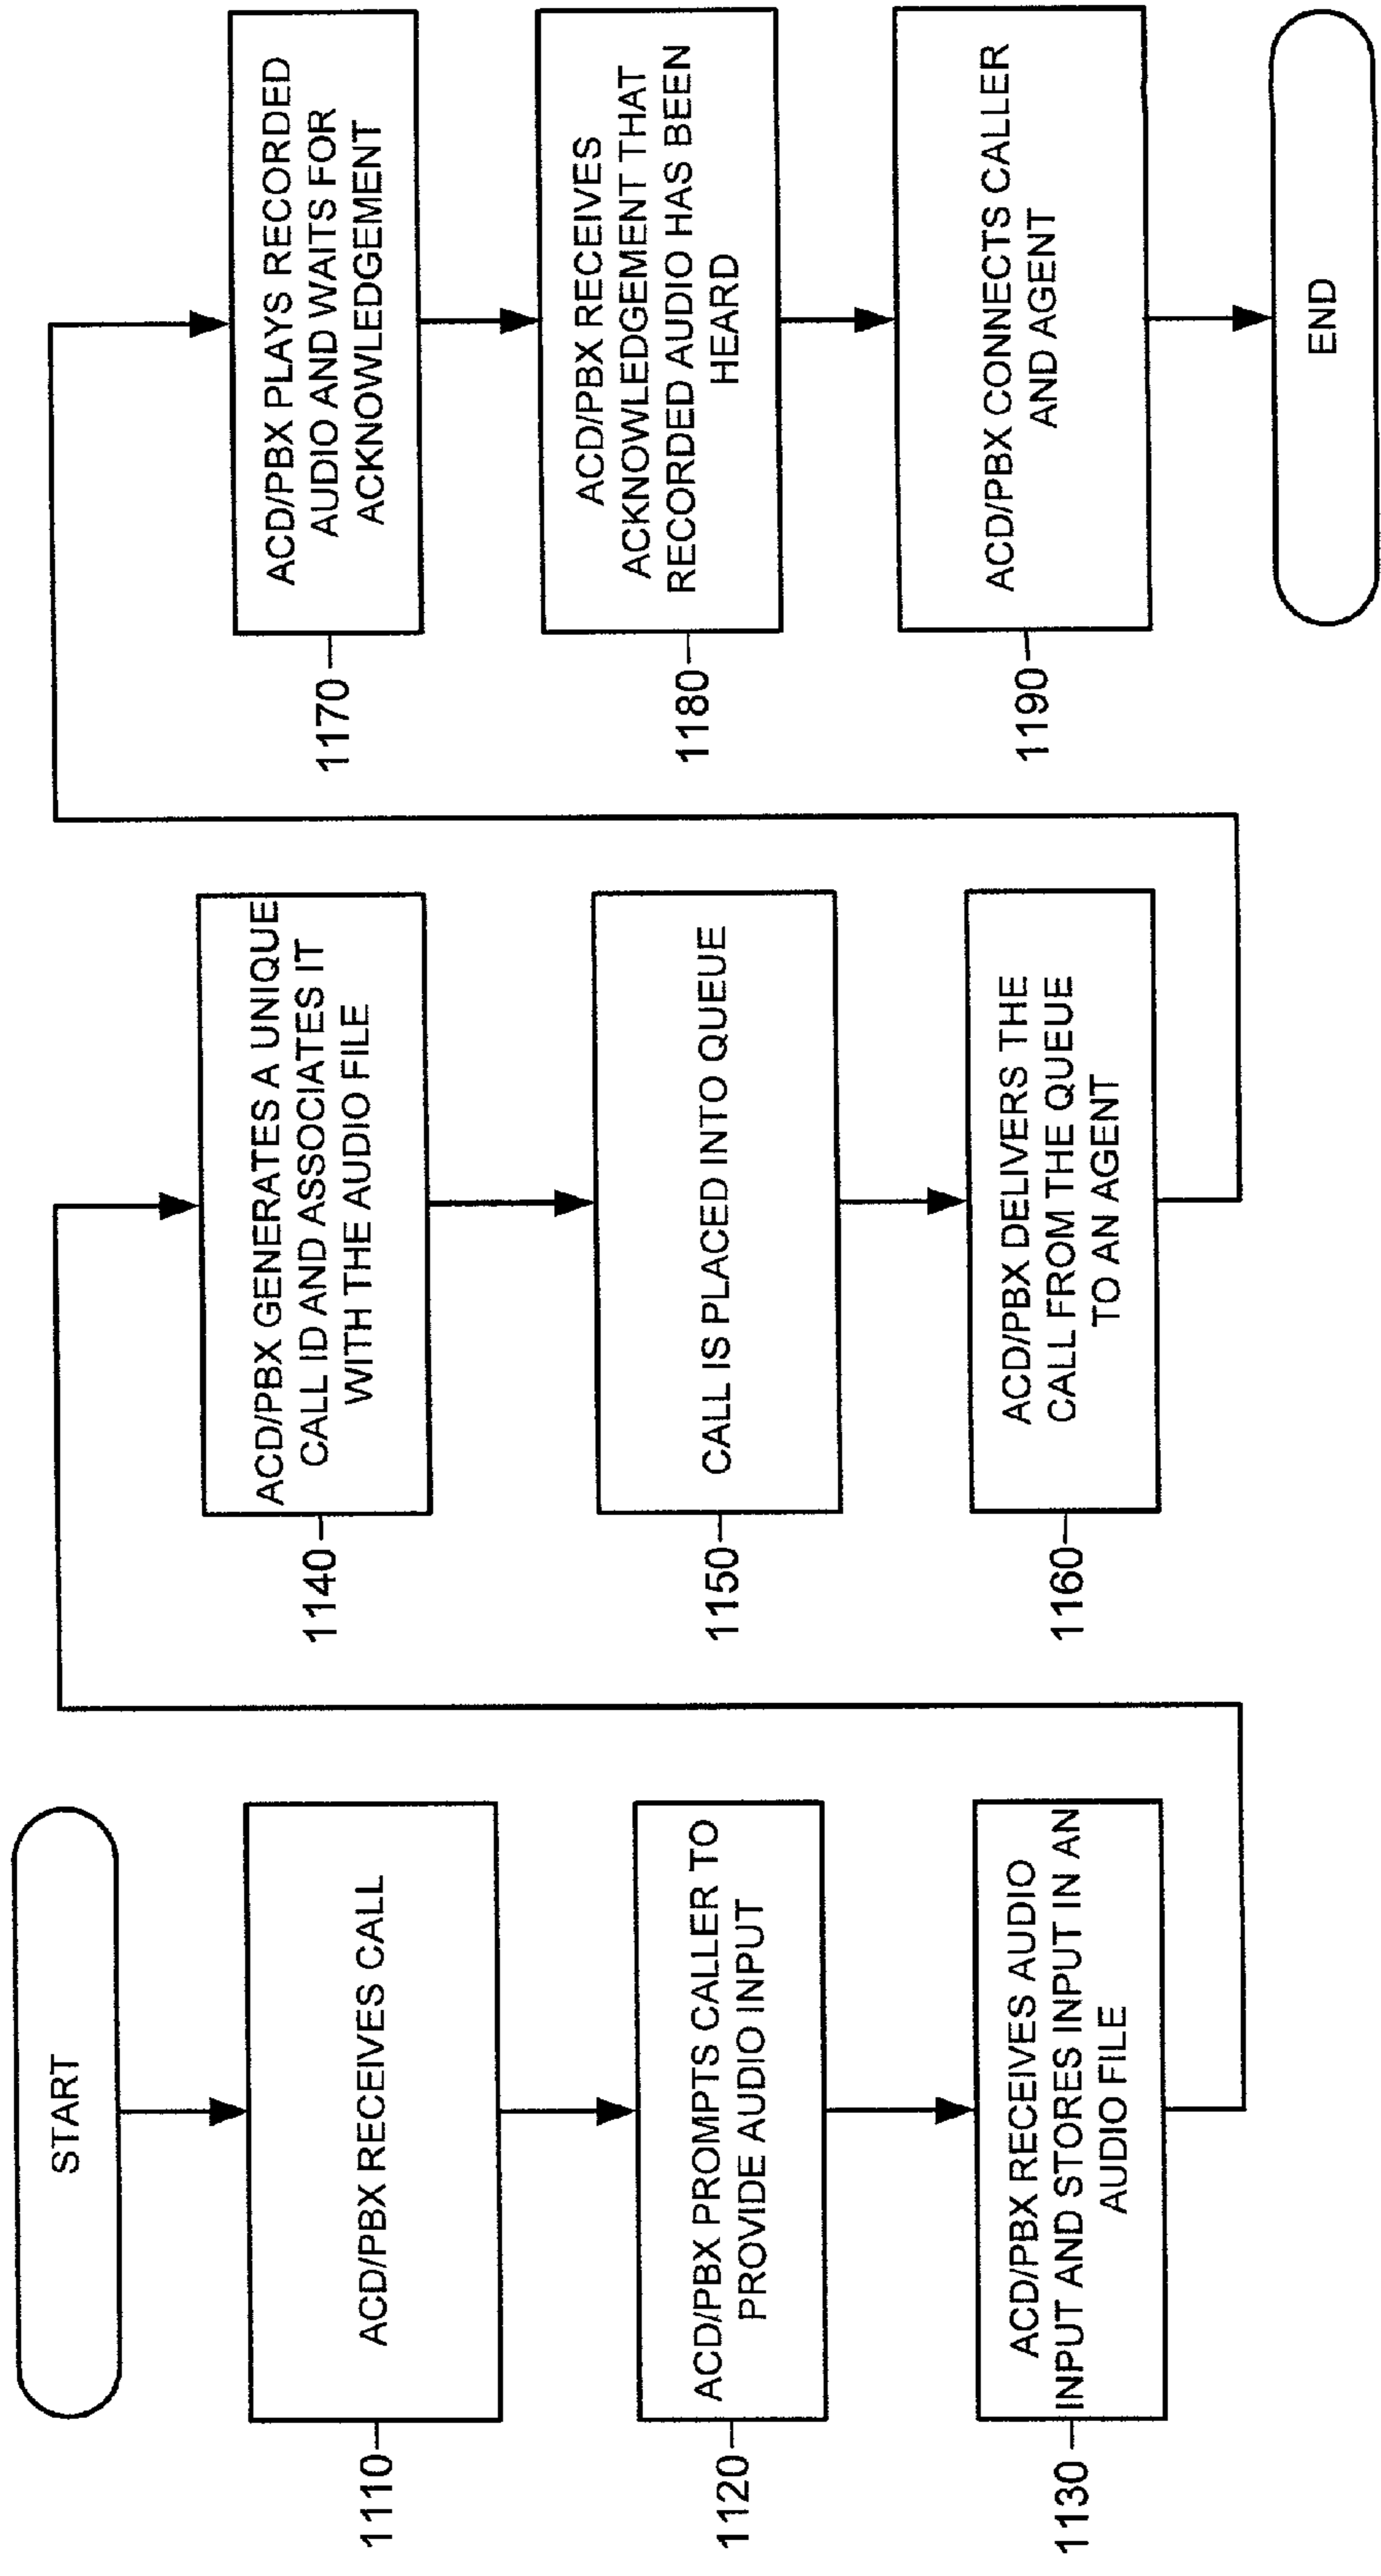 START
ACD/PBX RECEIVES CALL
1110
ACD/PBX PROMPTS CALLER TO
PROVIDE AUDIO INPUT
1120
ACD/PBX RECEIVES AUDIO
INPUT AND STORES INPUT IN AN
AUDIO FILE
1130
ACD/PBX GENERATES A UNIQUE
CALL ID AND ASSOCIATES IT
WITH THE AUDIO FILE
1140
CALL IS PLACED INTO QUEUE
1150
ACD/PBX DELIVERS THE
CALL FROM THE QUEUE
TO AN AGENT
1160
ACD/PBX PLAYS RECORDED
AUDIO AND WAITS FOR
ACKNOWLEDGEMENT
1170
ACD/PBX RECEIVES
ACKNOWLEDGEMENT THAT
RECORDED AUDIO HAS BEEN
HEARD
1180
ACD/PBX CONNECTS CALLER
AND AGENT
1190
END